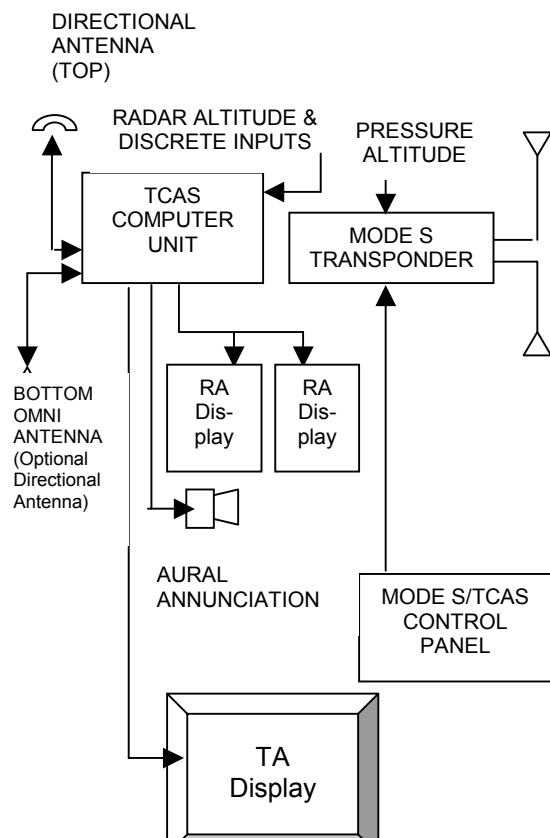 DIRECTIONAL
ANTENNA
(TOP)
RADAR ALTITUDE &
DISCRETE INPUTS
PRESSURE
ALTITUDE
TCAS
COMPUTER
UNIT
MODE S
TRANSPONDER
BOTTOM
OMNI
ANTENNA
(Optional
Directional
Antenna)
RA
Dis-
play
RA
Dis-
play
AURAL
ANNUNCIATION
MODE S/TCAS
CONTROL
PANEL
TA
Display